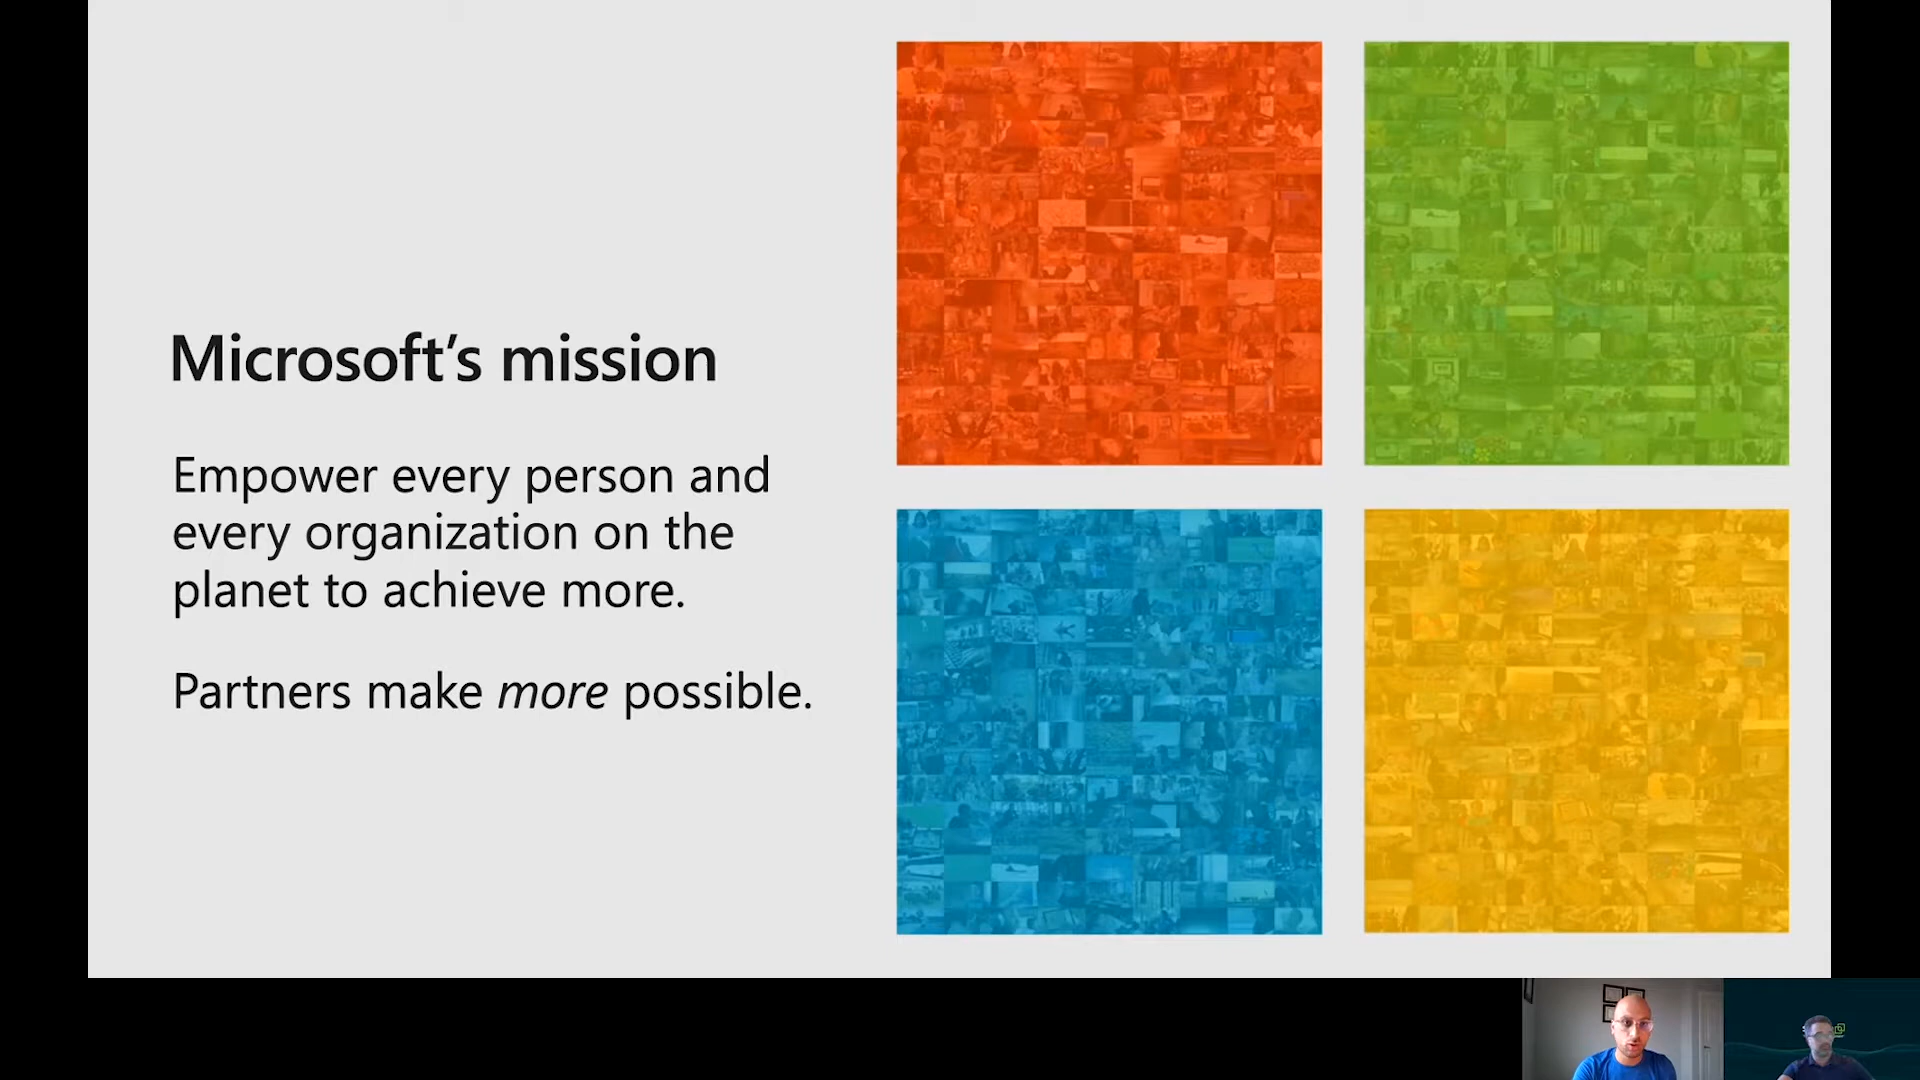 Microsoft’s mission
Empower every person and
every organization on the
planet to achieve more.
Partners make more possible.